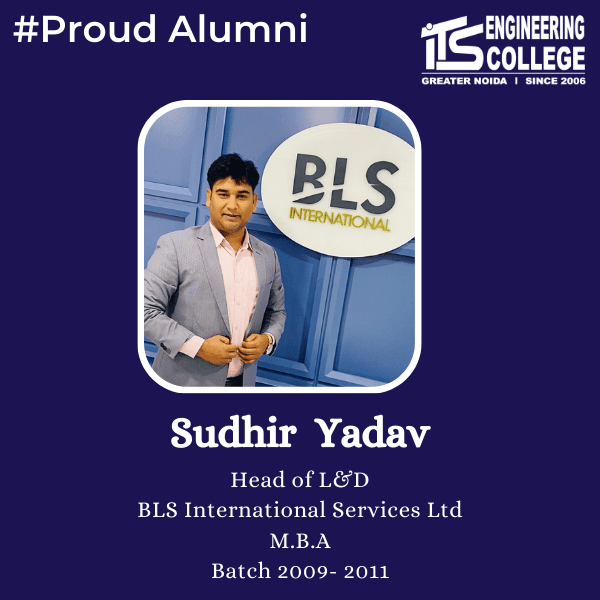 #Proud Alumni
ITS ENGINEERING
COLLEGE
GREATER NOIDA | SINCE 2006
BLS
INTERNATIONAL
Sudhir Yadav
Head of L&D
BLS International Services Ltd
M.B.A
Batch 2009- 2011